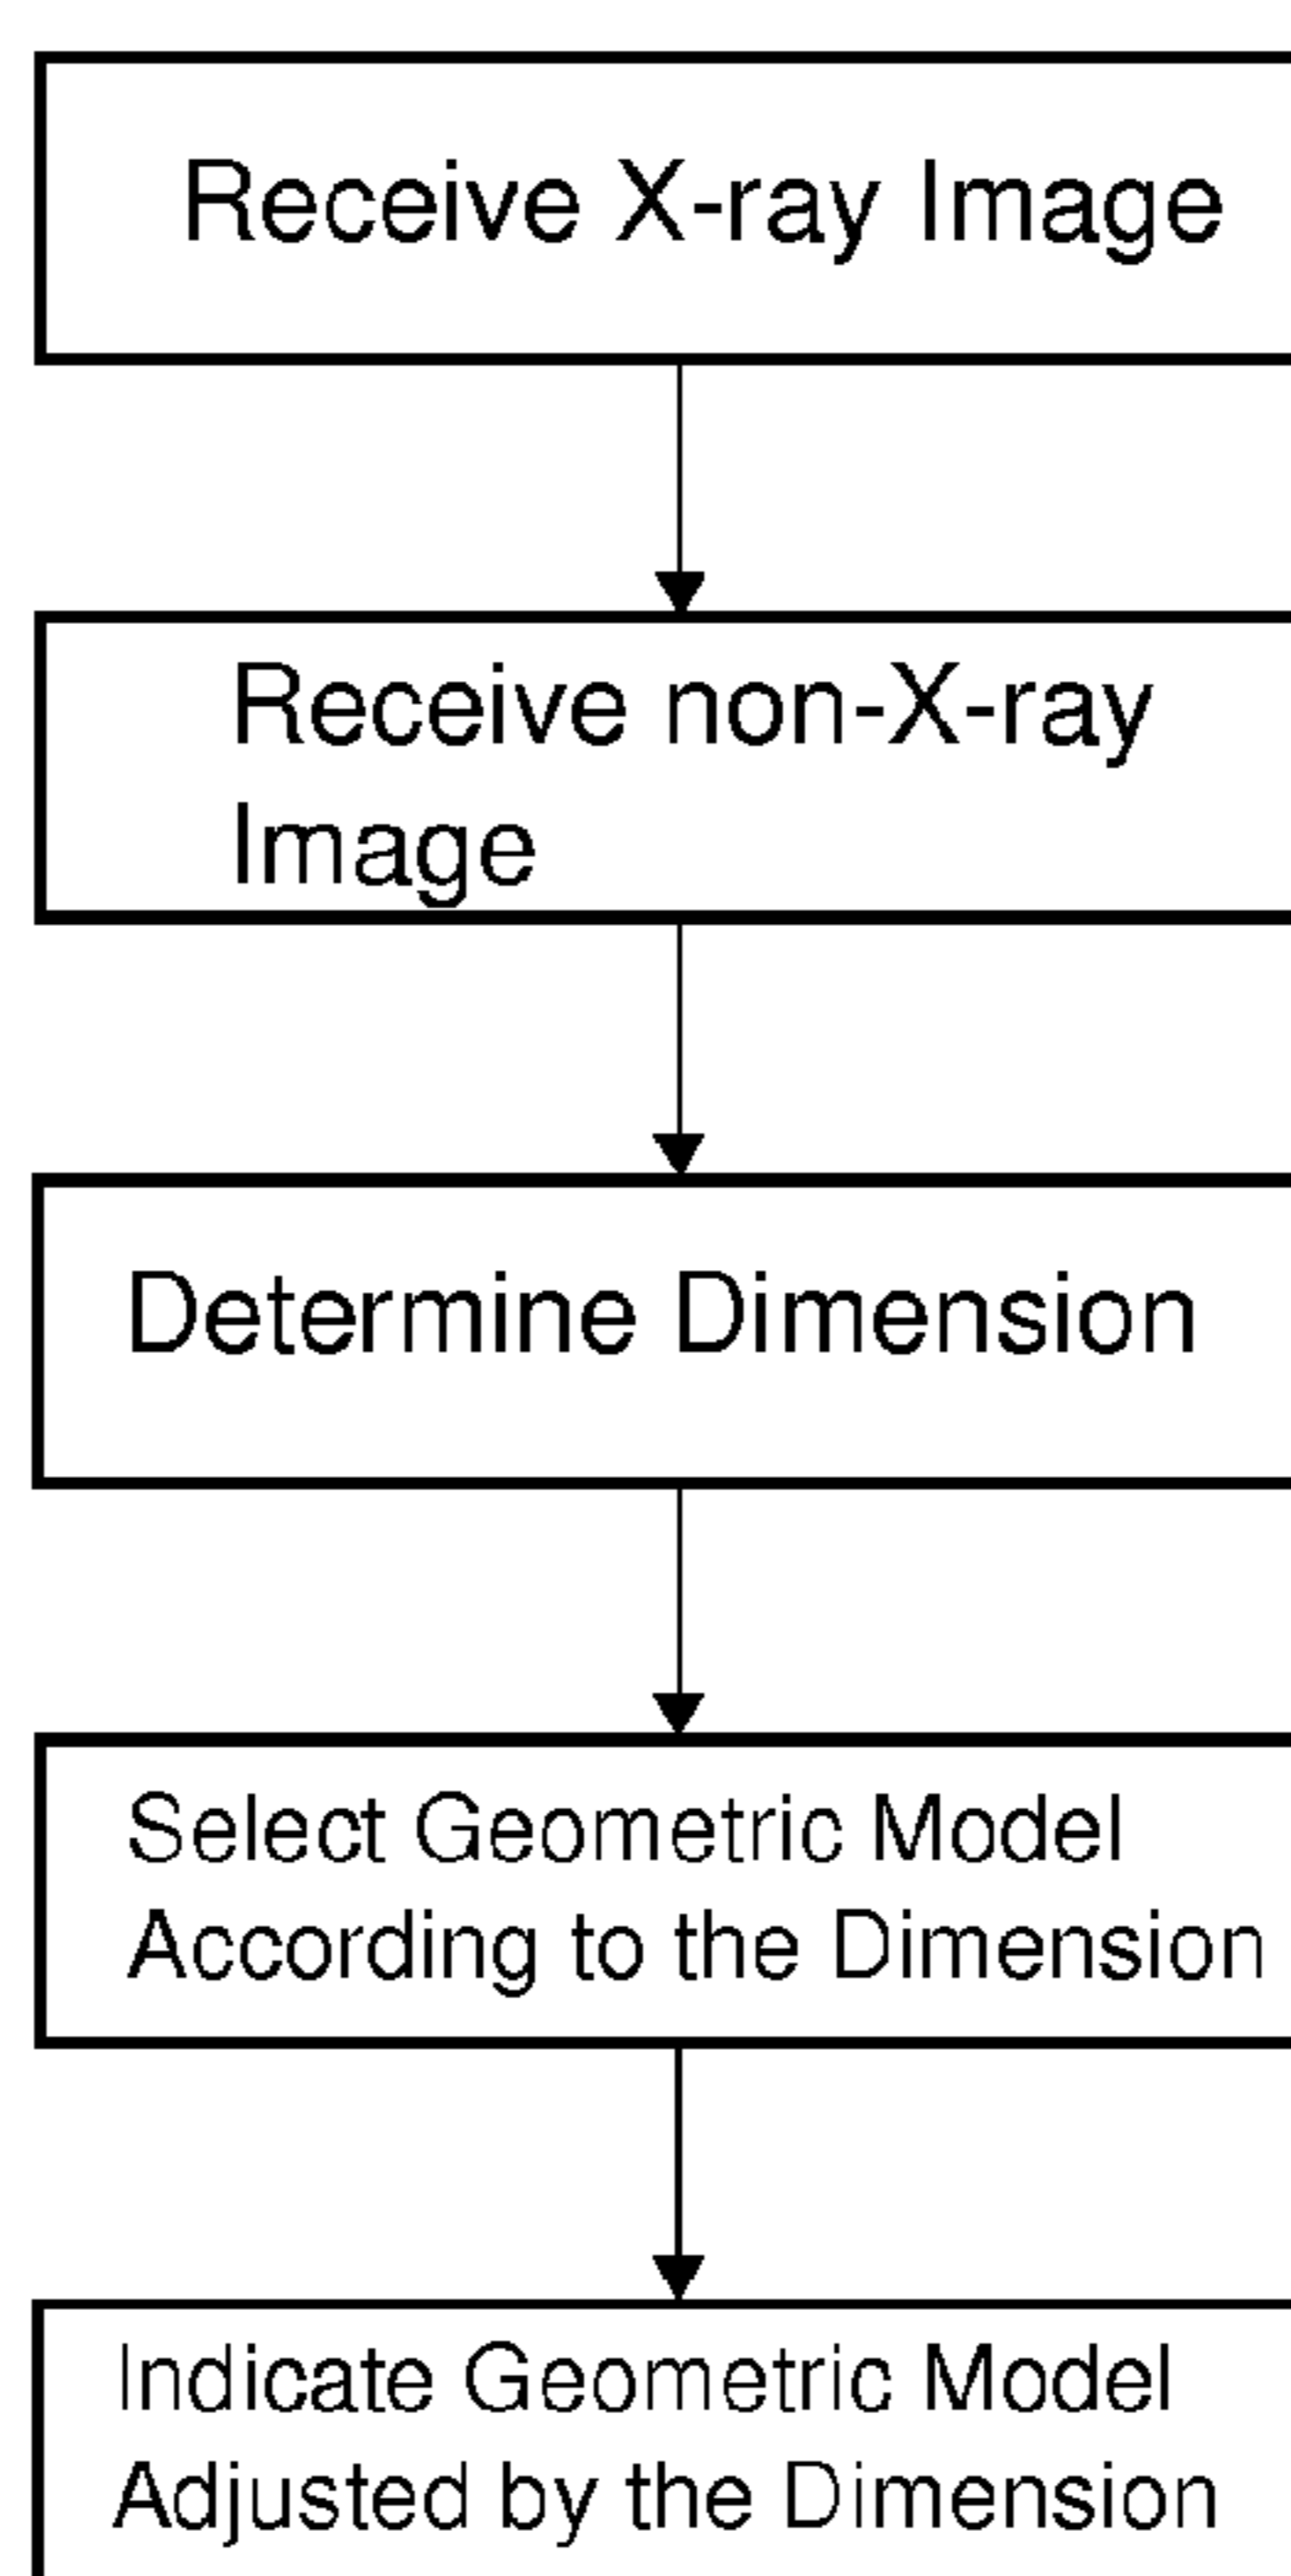 Receive X-ray Image
Receive non-X-ray
Image
Determine Dimension
Select Geometric Model
According to the Dimension
Indicate Geometric Model
Adjusted by the Dimension